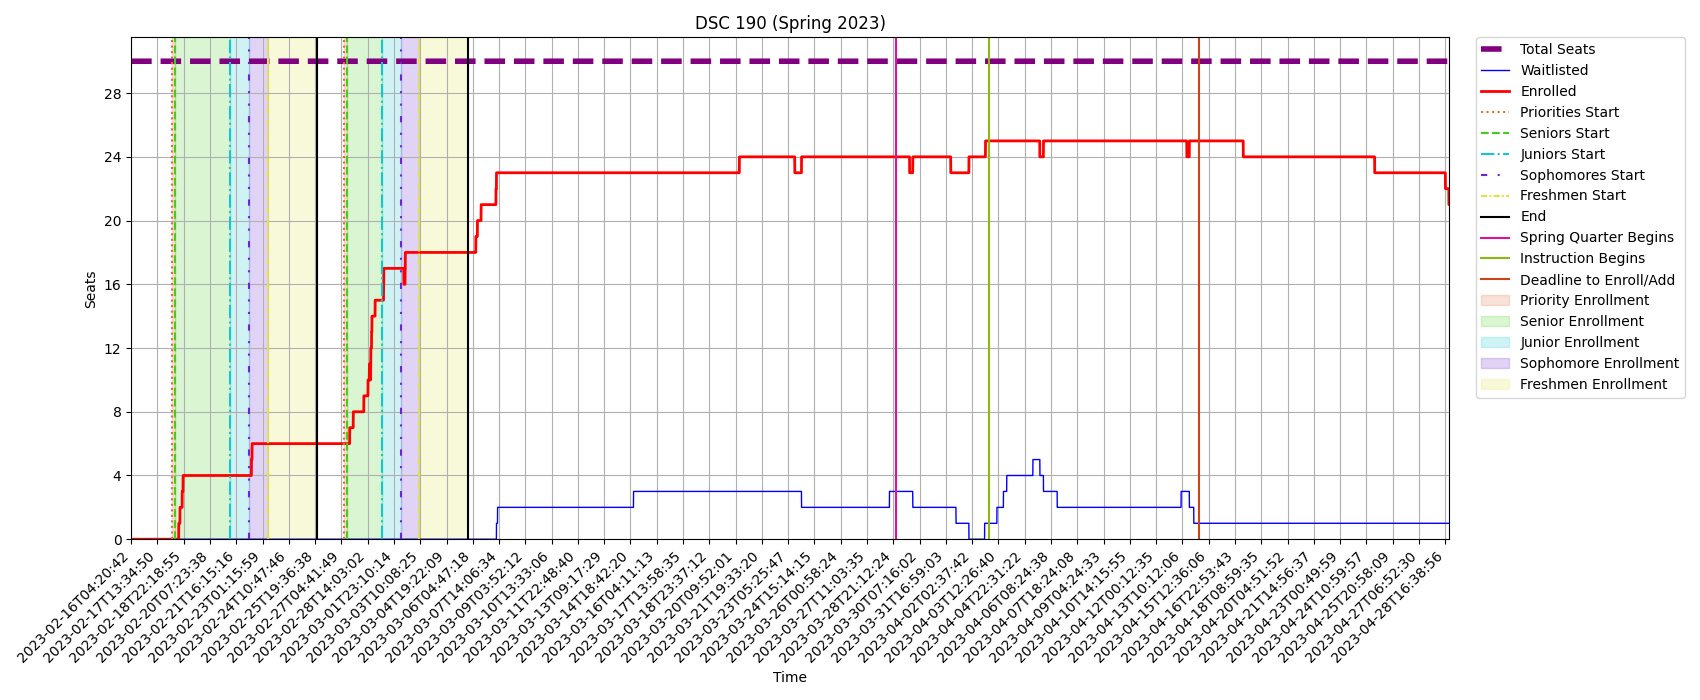 DSC 190 (Spring 2023)
Seats
28
24
20
16
12
8
4
0
2023-02-16T04:20:42
2023-02-17T13:34:50
2023-02-18T22:18:55
2023-02-20T07:23:38
2023-02-21T16:15:16
2023-02-23T01:15:59
2023-02-24T10:47:46
2023-02-25T19:36:38
2023-02-27T04:41:49
2023-02-28T14:03:02
2023-03-01T23:10:14
2023-03-03T10:08:25
2023-03-04T19:22:09
2023-03-06T04:47:18
2023-03-07T14:06:34
2023-03-09T03:52:12
2023-03-10T13:33:06
2023-03-11T22:48:40
2023-03-13T09:17:29
2023-03-14T18:42:20
2023-03-16T04:11:13
2023-03-17T13:58:35
2023-03-18T23:37:12
2023-03-20T09:52:01
2023-03-21T19:33:20
2023-03-23T05:25:47
2023-03-24T15:14:15
2023-03-26T00:58:24
2023-03-27T11:03:35
2023-03-28T21:12:24
2023-03-30T07:16:02
2023-03-31T16:59:03
2023-04-02T02:37:42
2023-04-03T12:26:40
2023-04-04T22:31:22
2023-04-06T08:24:38
2023-04-07T18:24:08
2023-04-09T04:24:33
2023-04-10T14:15:55
2023-04-12T00:12:35
2023-04-13T10:12:06
2023-04-15T12:36:06
2023-04-16T22:53:43
2023-04-18T08:59:35
2023-04-20T04:51:52
2023-04-21T14:56:37
2023-04-23T00:49:59
2023-04-24T10:59:57
2023-04-25T20:58:09
2023-04-27T06:52:30
2023-04-28T16:38:56
Time
Total Seats
Waitlisted
Enrolled
Priorities Start
Seniors Start
Juniors Start
Sophomores Start
Freshmen Start
End
Spring Quarter Begins
Instruction Begins
Deadline to Enroll/Add
Priority Enrollment
Senior Enrollment
Junior Enrollment
Sophomore Enrollment
Freshmen Enrollment